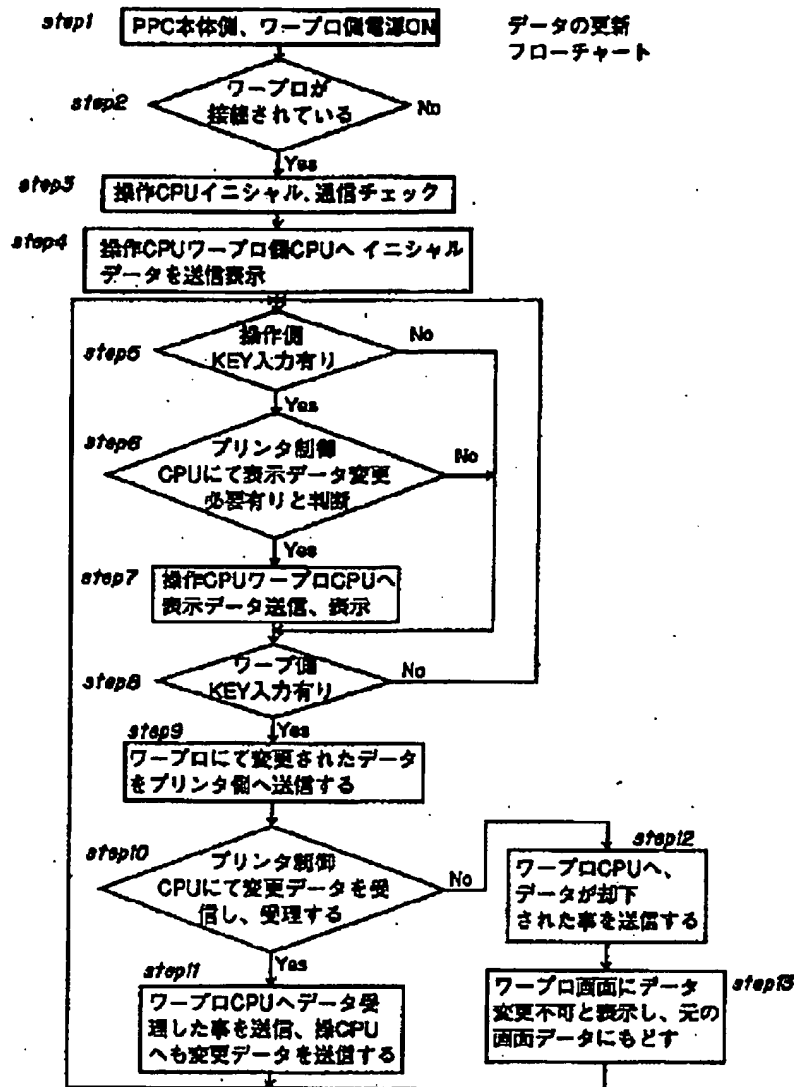 step1
PPC本体側、ワープロ側電源ON
データの更新
フローチャート
step2
ワープロが
接続されている
No
Yes
step3
操作CPUイニシャル、通信チェック
step4
操作CPUワープロ側CPUへ イニシャル
データを送信表示
step5
操作側
KEY入力有り
No
Yes
step6
プリンタ制御
CPUにて表示データ変更
必要有りと判断
No
Yes
step7
操作CPUワープロCPUへ
表示データ送信、表示
step8
ワープ側
KEY入力有り
No
Yes
step9
ワープロにて変更されたデータ
をプリンタ側へ送信する
step10
プリンタ制御
CPUにて変更データを受
信し、受理する
No
Yes
step11
ワープロCPUへデータ受
理した事を送信、操CPU
へも変更データを送信する
step12
ワープロCPUへ、
データが却下
された事を送信する
step13
ワープロ画面にデータ
変更不可と表示し、元の
画面データにもどす